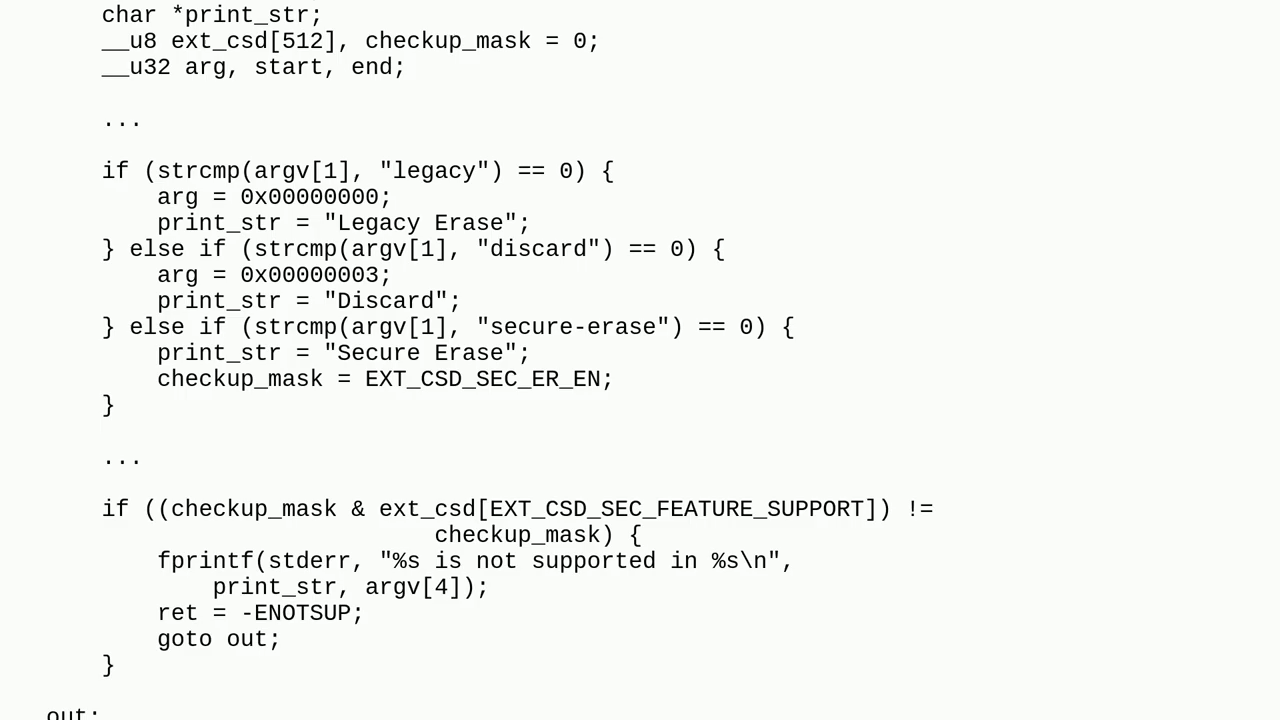 char *print_str;
__u8 ext_csd[512], checkup_mask = 0;
__u32 arg, start, end;
...
if (strcmp(argv[1], "legacy") == 0) {
arg = 0x00000000;
print_str = "Legacy Erase";
} else if (strcmp(argv[1], "discard") == 0) {
arg = 0x00000003;
print_str = "Discard";
} else if (strcmp(argv[1], "secure-erase") == 0) {
print_str = "Secure Erase";
checkup_mask = EXT_CSD_SEC_ER_EN;
}
...
if ((checkup_mask & ext_csd[EXT_CSD_SEC_FEATURE_SUPPORT]) !=
checkup_mask) {
fprintf(stderr, "%s is not supported in %s\n",
print_str, argv[4]);
ret = -ENOTSUP;
goto out;
}
out: